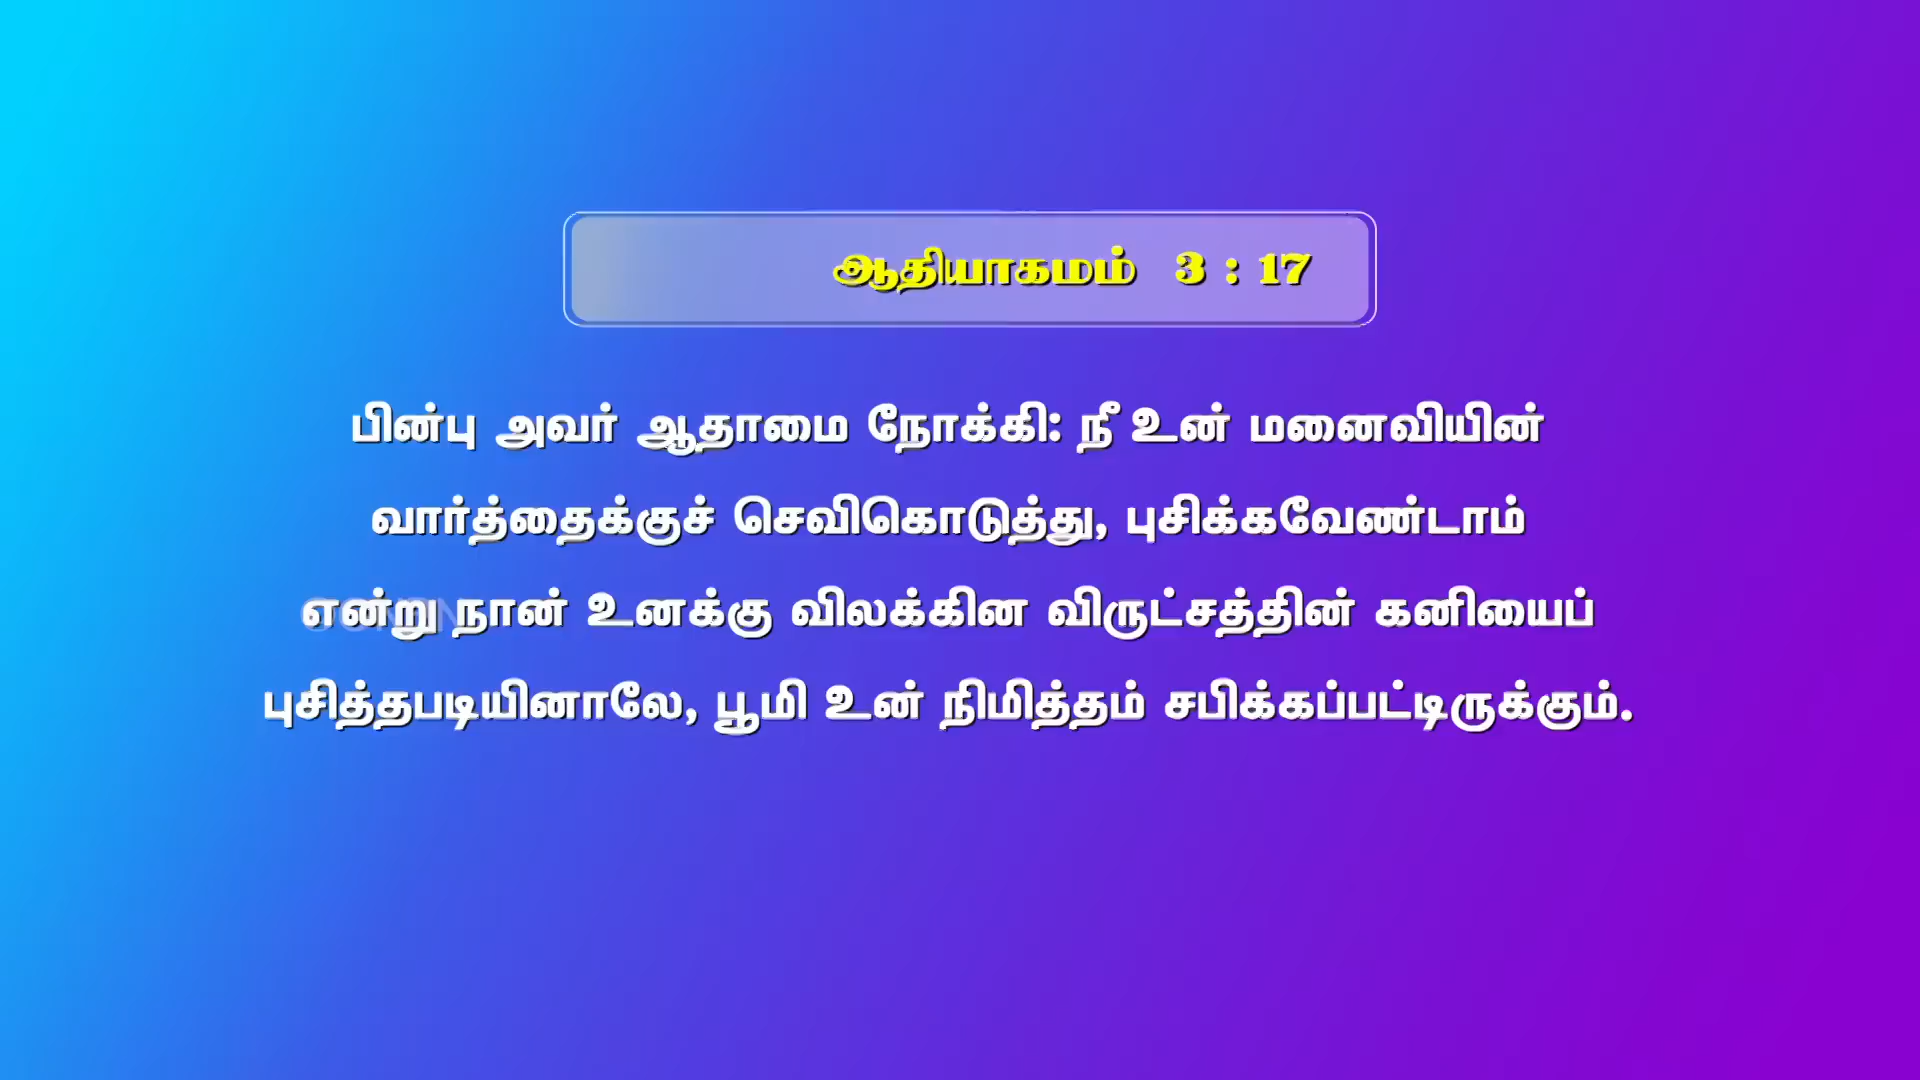 ஆதியாகமம் 3 : 17
பின்பு அவர் ஆதாமை நோக்கி: நீ உன் மனைவியின்
வார்த்தைக்குச் செவிகொடுத்து, புசிக்கவேண்டாம்
என்று நான் உனக்கு விலக்கின விருட்சத்தின் கனியைப்
புசித்தபடியினாலே, பூமி உன் நிமித்தம் சபிக்கப்பட்டிருக்கும்.